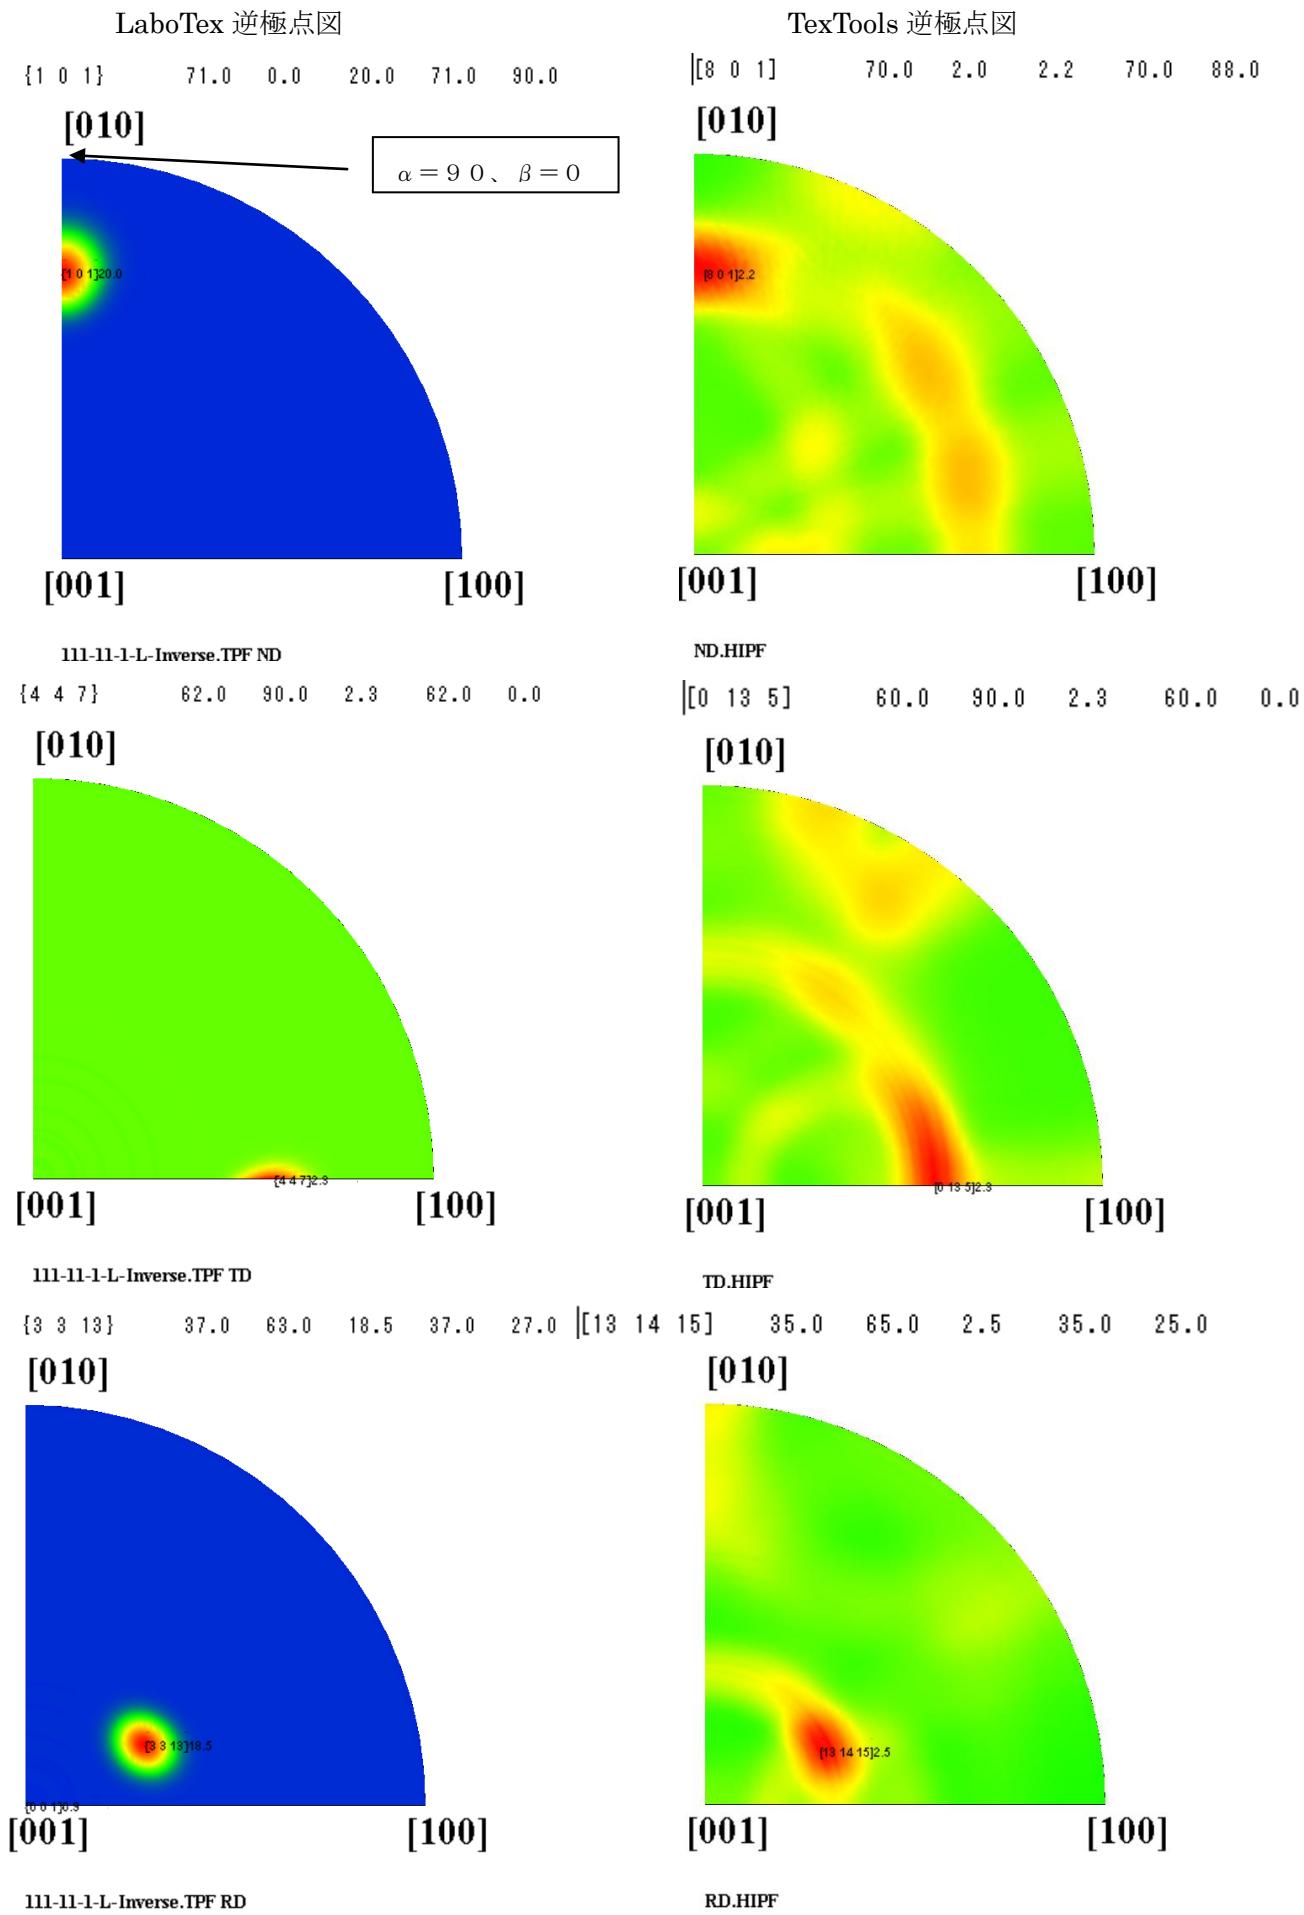 LaboTex 逆極点図
TexTools 逆極点図
{1 0 1} 71.0 0.0 20.0 71.0 90.0
[8 0 1] 70.0 2.0 2.2 70.0 88.0
[010]
α=90、β=0
[1 0 1]20.0
[001] [100]
111-11-1-L-Inverse.TPF ND
[010]
[8 0 1]2.2
[001] [100]
ND.HIPF
{4 4 7} 62.0 90.0 2.3 62.0 0.0
[0 13 5] 60.0 90.0 2.3 60.0 0.0
[010]
[4 4 7]2.3
[001] [100]
111-11-1-L-Inverse.TPF TD
[010]
[0 13 5]2.3
[001] [100]
TD.HIPF
{3 3 13} 37.0 63.0 18.5 37.0 27.0
[13 14 15] 35.0 65.0 2.5 35.0 25.0
[010]
[3 3 13]18.5
[0 0 1]0.9
[001] [100]
111-11-1-L-Inverse.TPF RD
[010]
[13 14 15]2.5
[001] [100]
RD.HIPF